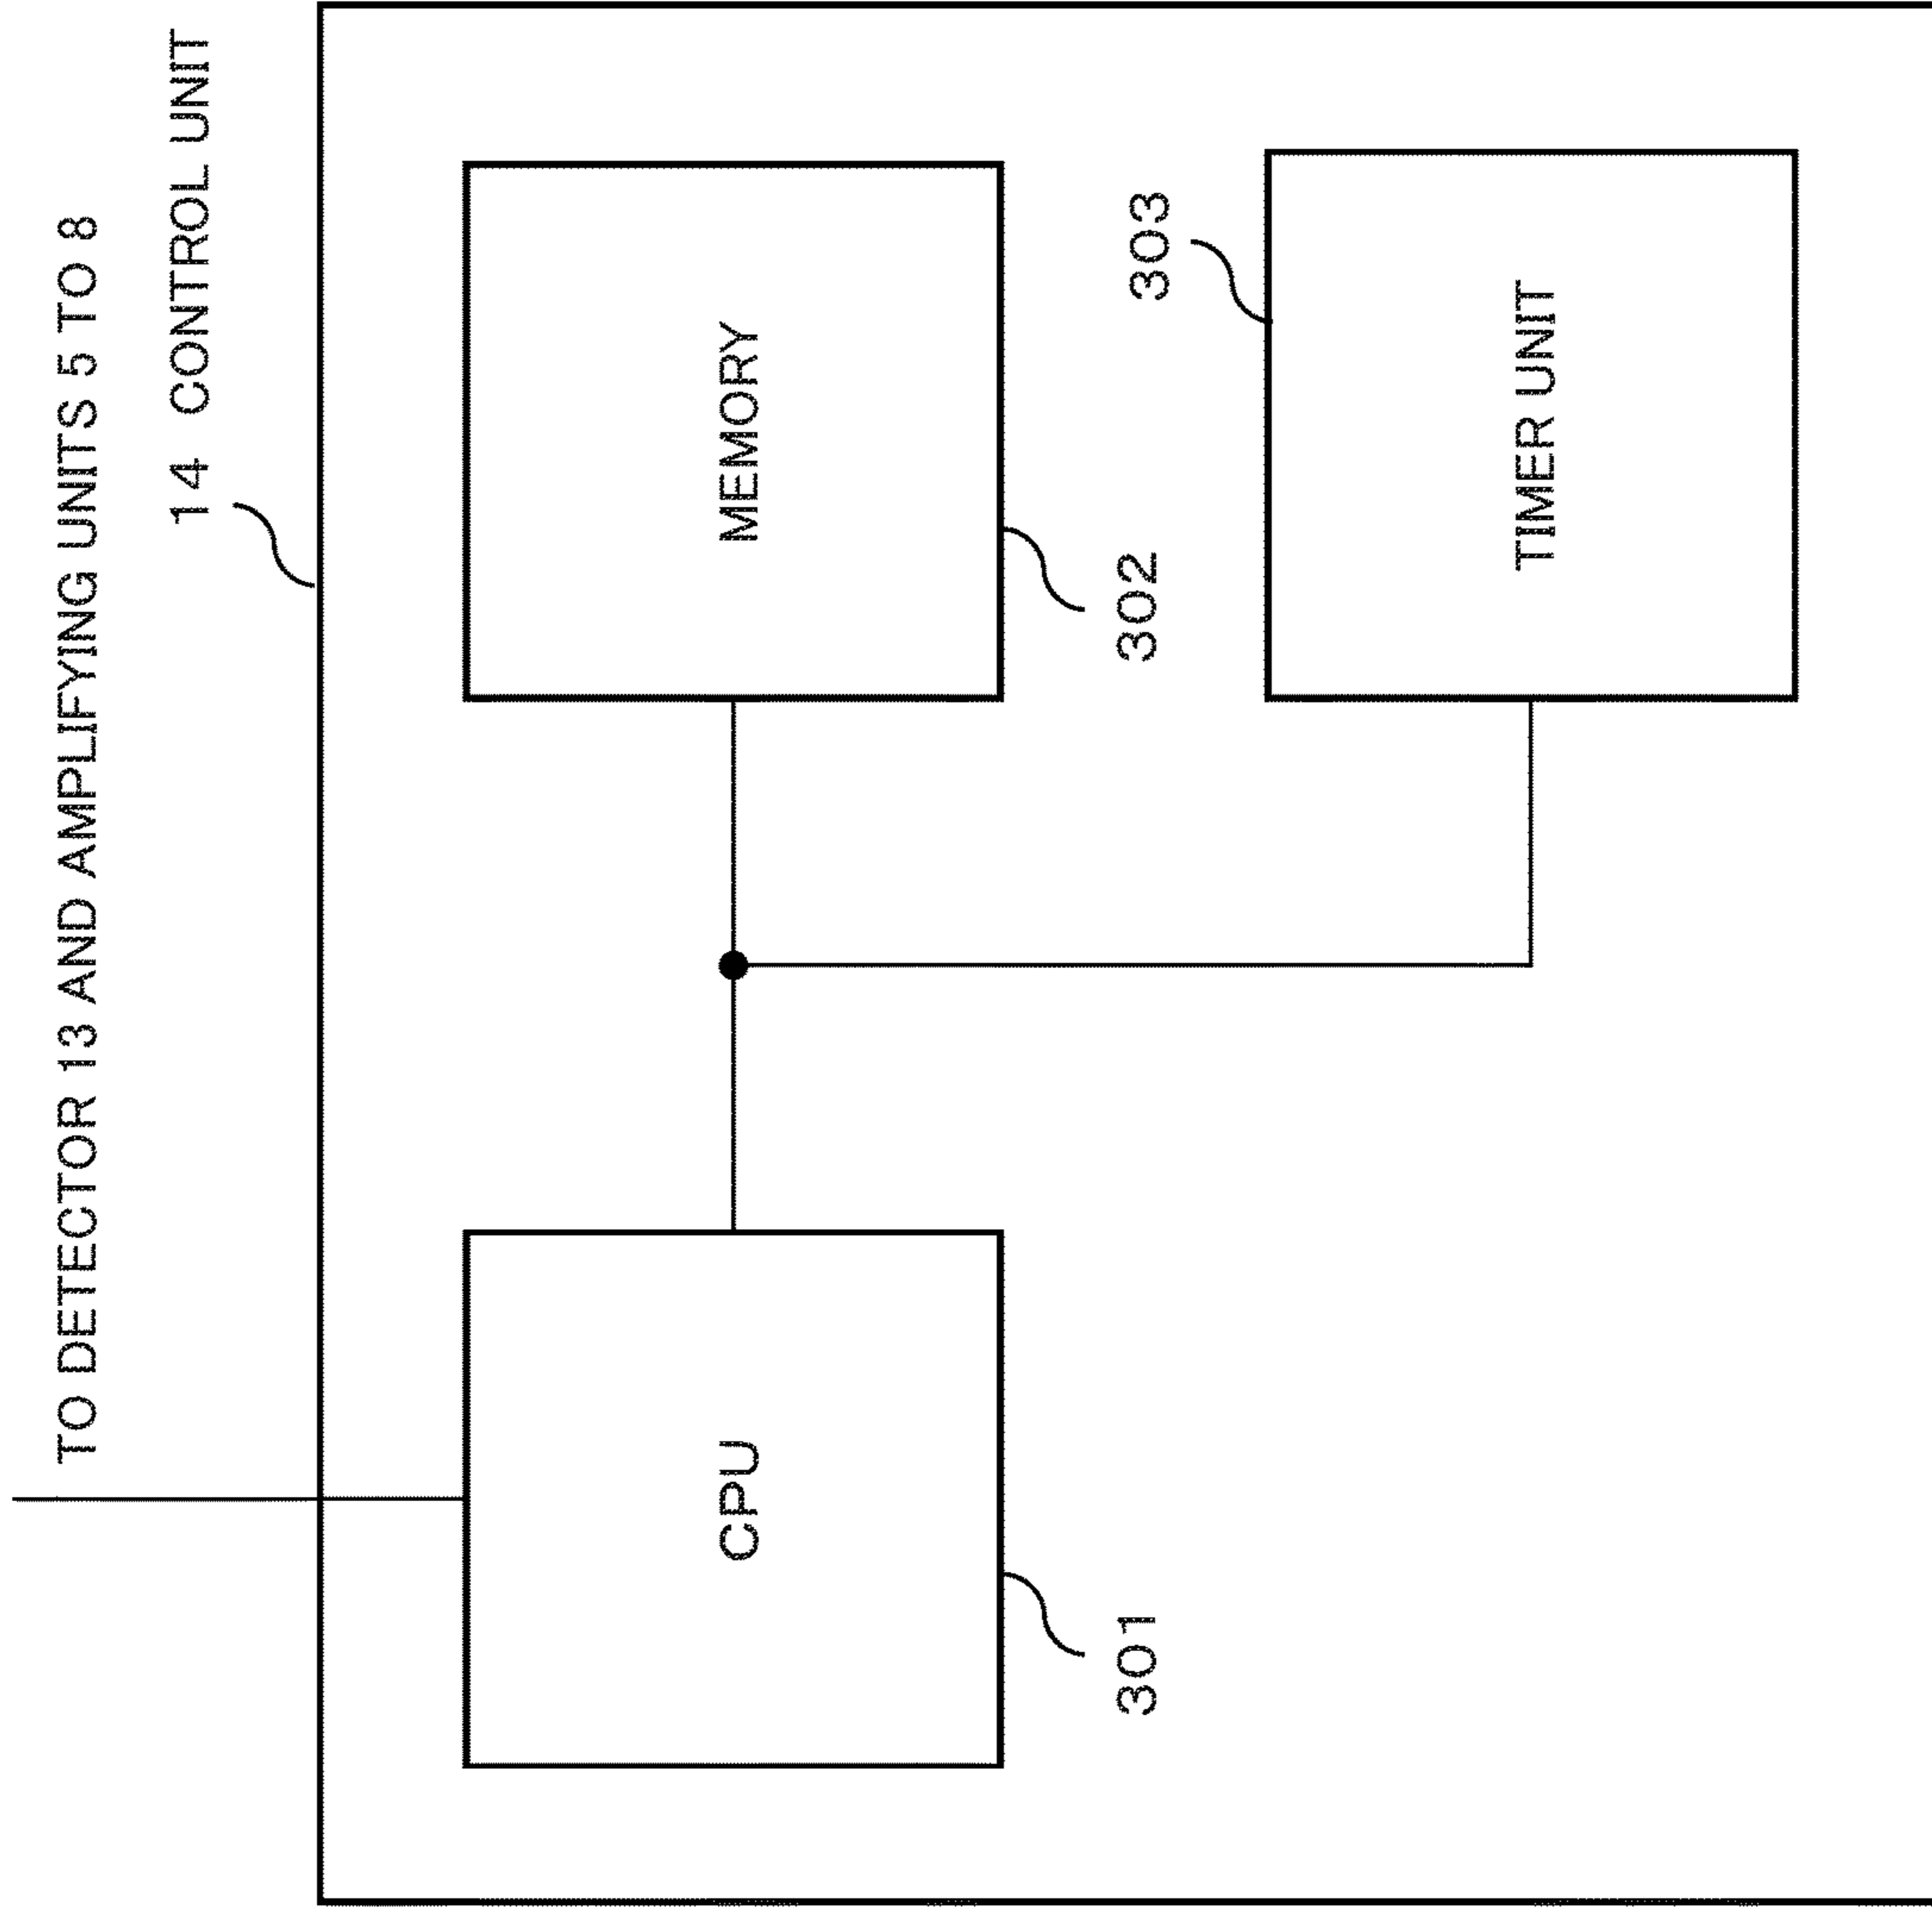 TO DETECTOR 13 AND AMPLIFYING UNITS 5 TO 8
14 CONTROL UNIT
CPU
MEMORY
301
302
303
TIMER UNIT